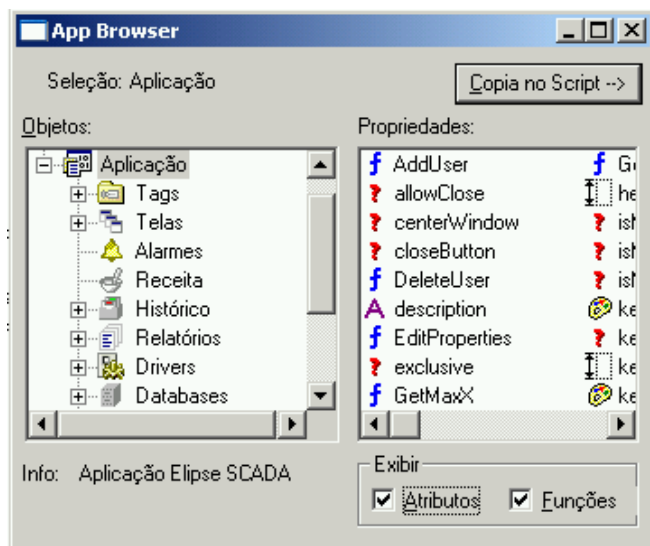 App Browser
Seleção: Aplicação
Copia no Script -->
Objetos:
Aplicação
Tags
Telas
Alarmes
Receita
Histórico
Relatórios
Drivers
Databases
Propriedades:
AddUser
allowClose
centerWindow
closeButton
DeleteUser
description
EditProperties
exclusive
GetMaxX
Info: Aplicação Elipse SCADA
Exibir
Atributos
Funções